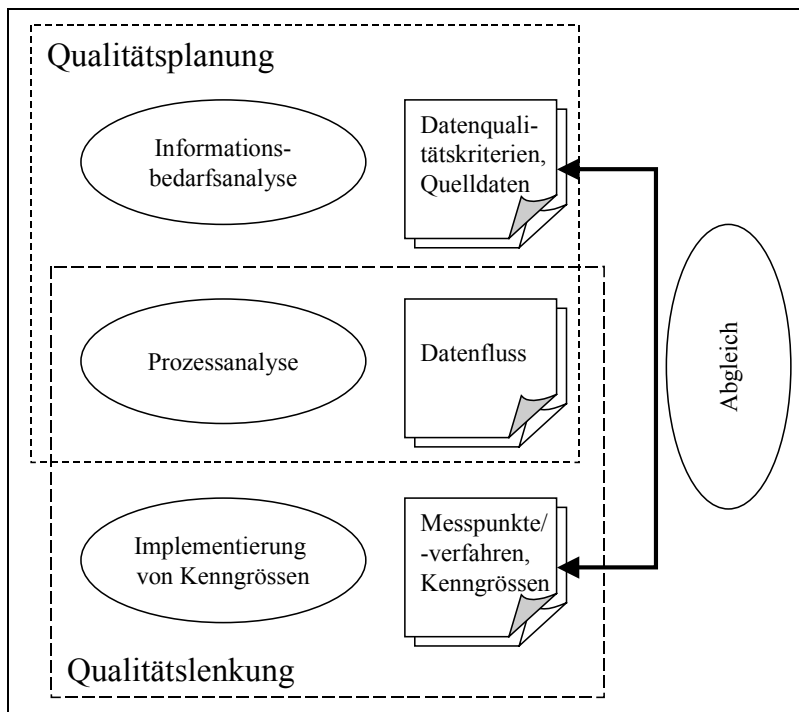 Qualitätsplanung
Informations-
bedarfsanalyse
Datenquali-
tätskriterien,
Quelldaten
Prozessanalyse
Datenfluss
Abgleich
Implementierung
von Kenngrössen
Messpunkte/
-verfahren,
Kenngrössen
Qualitätslenkung